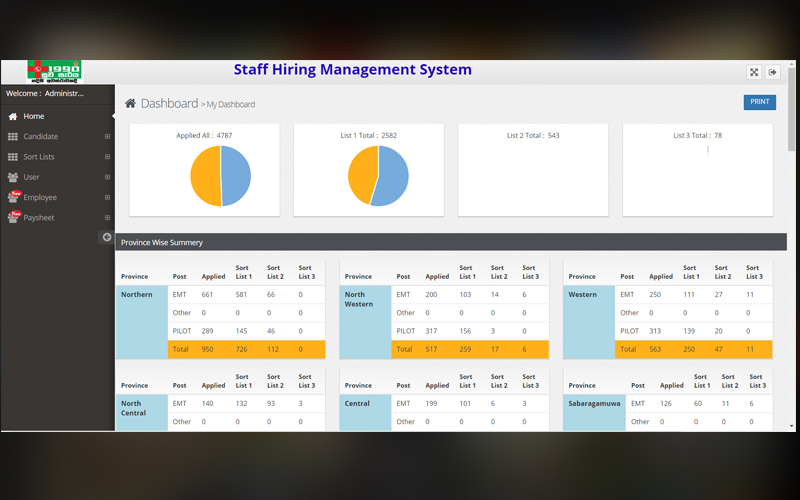 1990
සුව සැරිය
Staff Hiring Management System
Welcome : Administr...
Home
Candidate
Sort Lists
User
New
Employee
New
Paysheet
Dashboard > My Dashboard
PRINT
Applied All : 4787
List 1 Total : 2582
List 2 Total : 543
List 3 Total : 78
Province Wise Summery
Province Post Applied Sort List 1 Sort List 2 Sort List 3
Northern EMT 661 581 66 0
Other 0 0 0 0
PILOT 289 145 46 0
Total 950 726 112 0
Province Post Applied Sort List 1 Sort List 2 Sort List 3
North Western EMT 200 103 14 6
Other 0 0 0 0
PILOT 317 156 3 0
Total 517 259 17 6
Province Post Applied Sort List 1 Sort List 2 Sort List 3
Western EMT 250 111 27 11
Other 0 0 0 0
PILOT 313 139 20 0
Total 563 250 47 11
Province Post Applied Sort List 1 Sort List 2 Sort List 3
North Central EMT 140 132 93 3
Other 0 0 0 0
Province Post Applied Sort List 1 Sort List 2 Sort List 3
Central EMT 199 101 6 3
Other 0 0 0 0
Province Post Applied Sort List 1 Sort List 2 Sort List 3
Sabaragamuwa EMT 126 60 11 6
Other 0 0 0 0